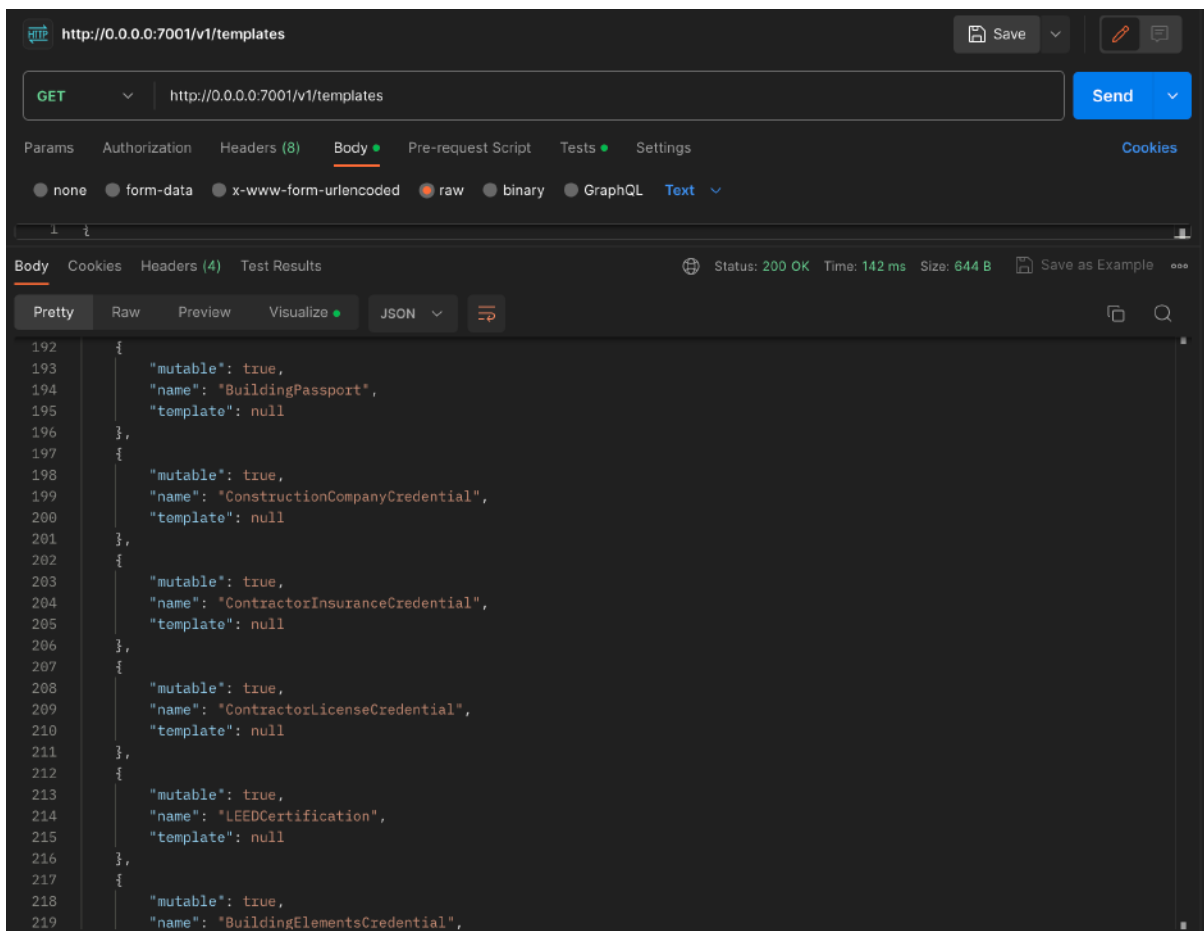 HTTP http://0.0.0.0:7001/v1/templates Save
GET http://0.0.0.0:7001/v1/templates Send
Params Authorization Headers (8) Body Pre-request Script Tests Settings Cookies
none form-data x-www-form-urlencoded raw binary GraphQL Text
1 {
Body Cookies Headers (4) Test Results Status: 200 OK Time: 142 ms Size: 644 B Save as Example
Pretty Raw Preview Visualize JSON
192 {
193 "mutable": true,
194 "name": "BuildingPassport",
195 "template": null
196 },
197 {
198 "mutable": true,
199 "name": "ConstructionCompanyCredential",
200 "template": null
201 },
202 {
203 "mutable": true,
204 "name": "ContractorInsuranceCredential",
205 "template": null
206 },
207 {
208 "mutable": true,
209 "name": "ContractorLicenseCredential",
210 "template": null
211 },
212 {
213 "mutable": true,
214 "name": "LEEDCertification",
215 "template": null
216 },
217 {
218 "mutable": true,
219 "name": "BuildingElementsCredential",